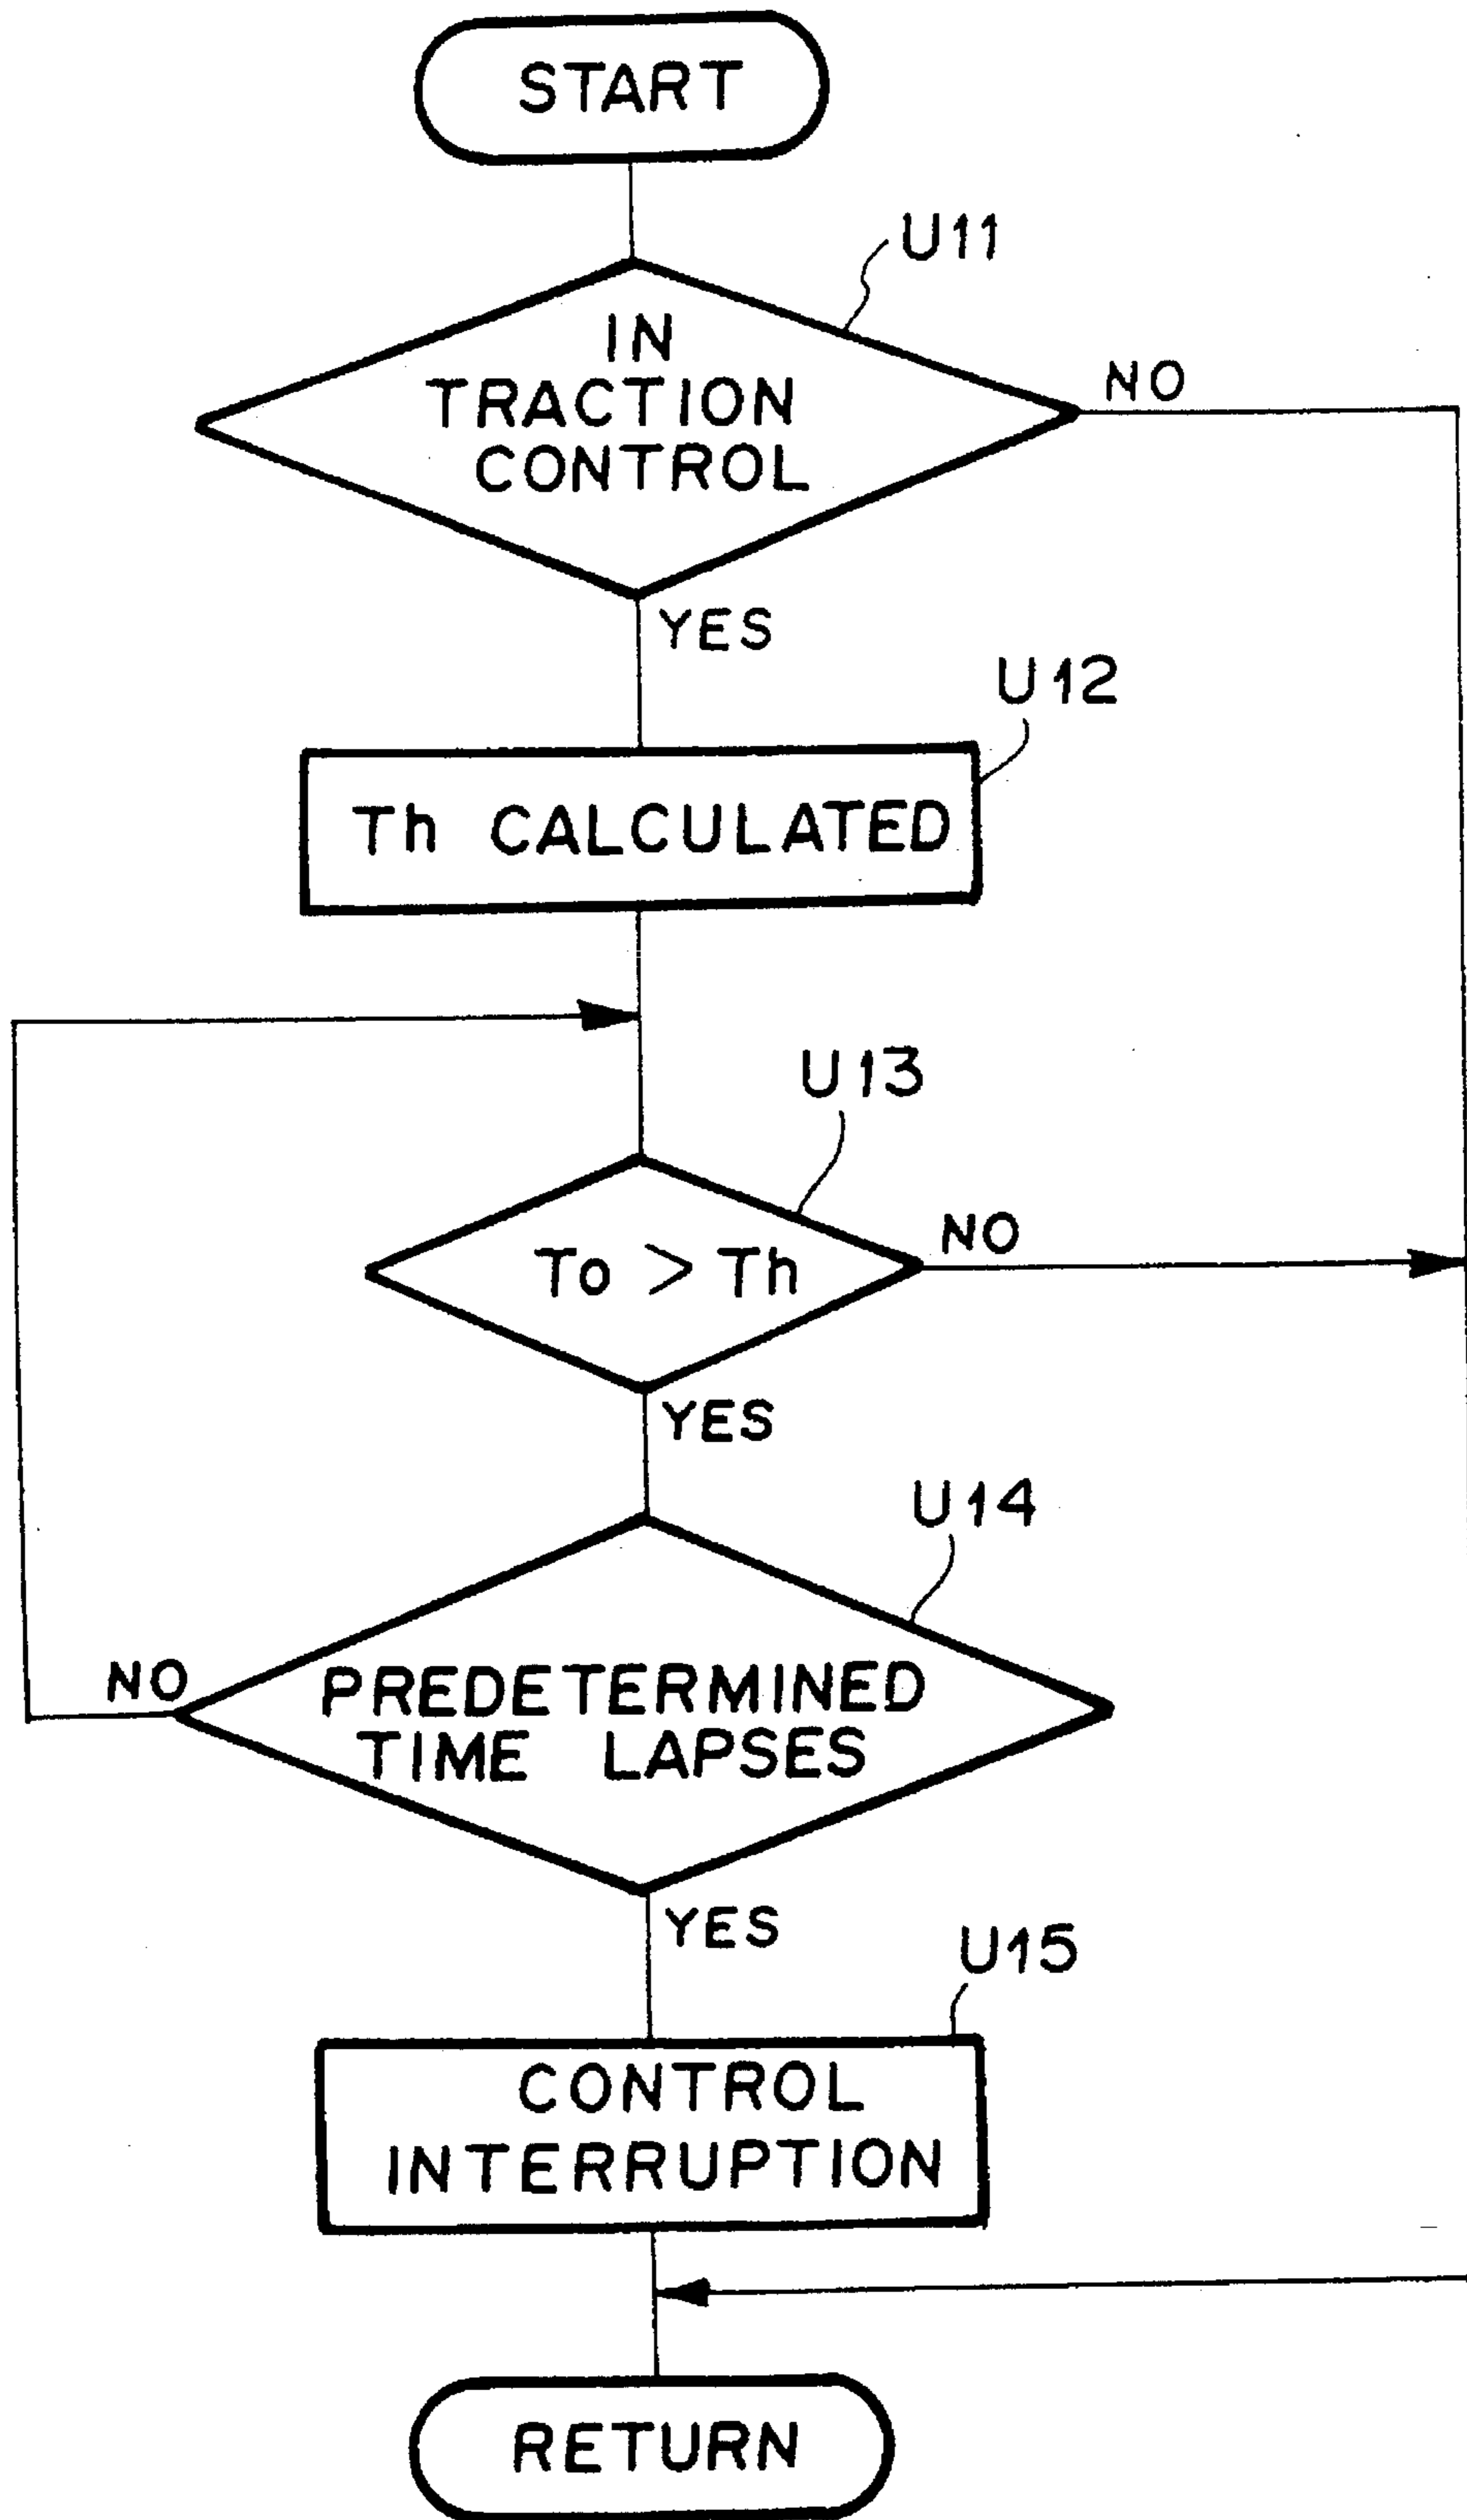 START
U11
IN
TRACTION
CONTROL
NO
YES
U12
Th CALCULATED
U13
To > Th
NO
YES
U14
NO
PREDETERMINED
TIME LAPSES
YES
U15
CONTROL
INTERRUPTION
RETURN